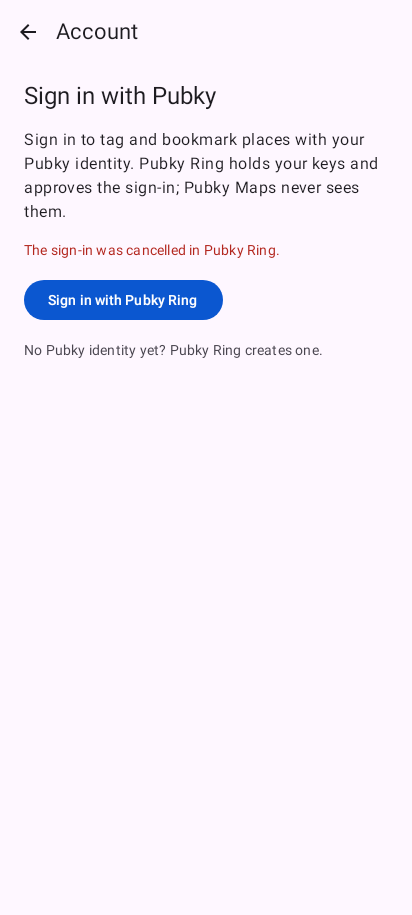 Account
Sign in with Pubky
Sign in to tag and bookmark places with your
Pubky identity. Pubky Ring holds your keys and
approves the sign-in; Pubky Maps never sees
them.
The sign-in was cancelled in Pubky Ring.
Sign in with Pubky Ring
No Pubky identity yet? Pubky Ring creates one.